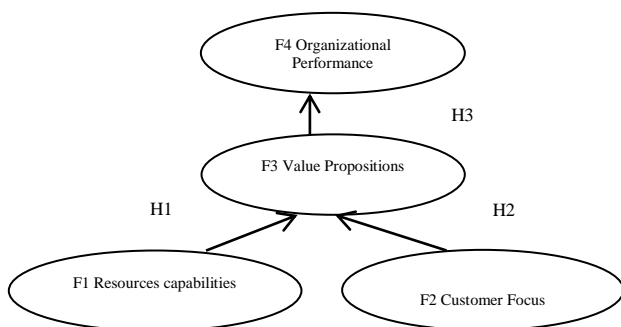 F4 Organizational
Performance
H3
F3 Value Propositions
H1
H2
F1 Resources capabilities
F2 Customer Focus